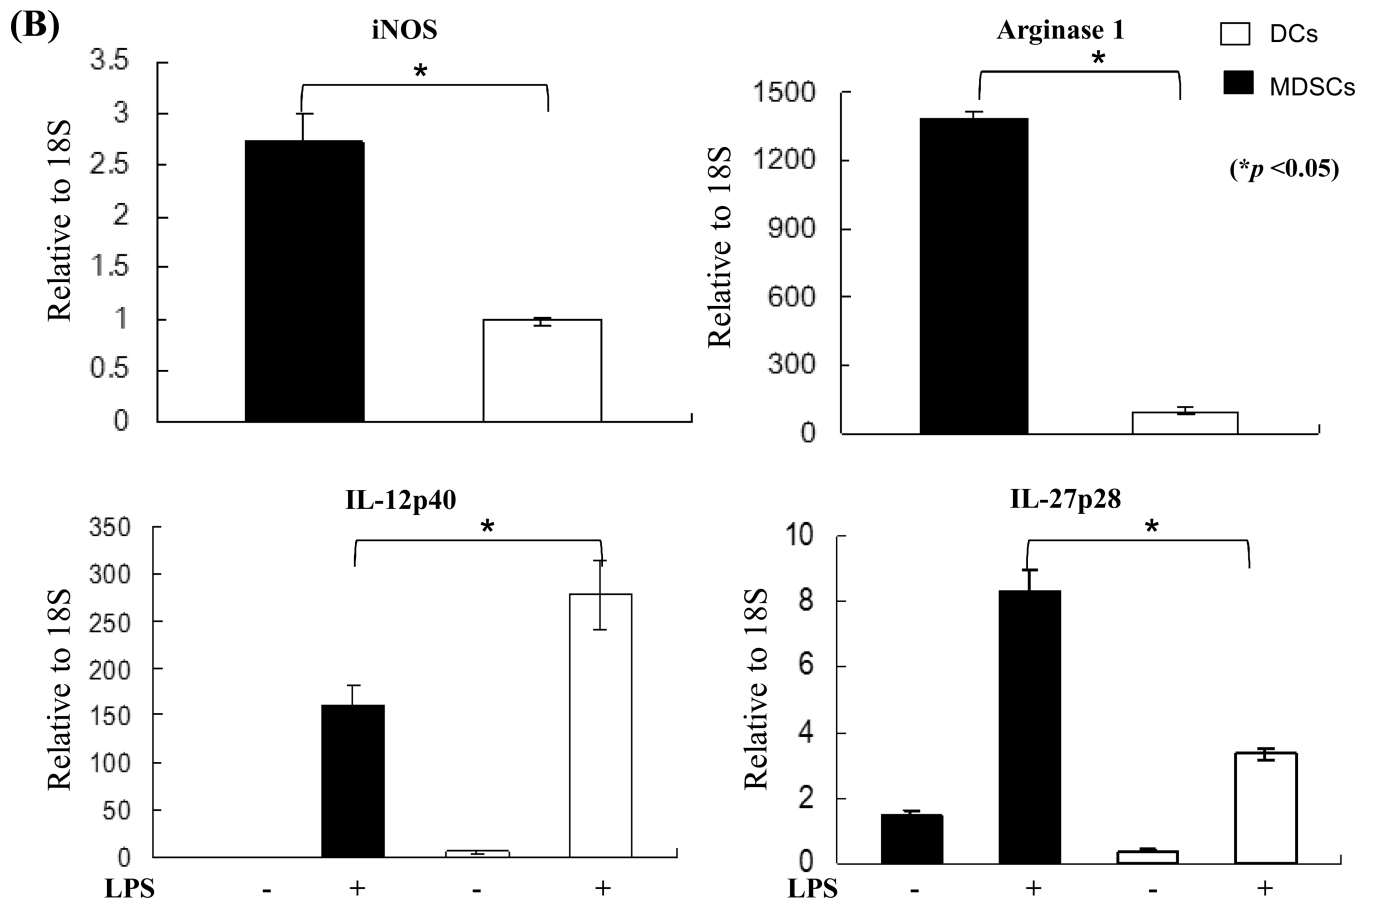 (B)
iNOS
Relative to 18S
3.5
3
2.5
2
1.5
1
0.5
0
*
Arginase 1
Relative to 18S
1500
1200
900
600
300
0
*
DCs
MDSCs
(*p <0.05)
IL-12p40
Relative to 18S
350
300
250
200
150
100
50
0
*
LPS - + - +
IL-27p28
Relative to 18S
10
8
6
4
2
0
*
LPS - + - +